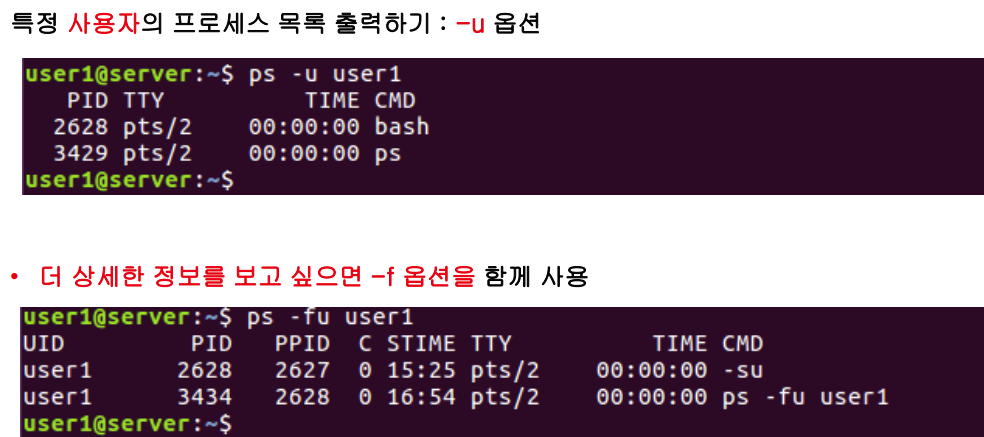 특정 사용자의 프로세스 목록 출력하기 : -u 옵션
user1@server:~$ ps -u user1
PID TTY TIME CMD
2628 pts/2 00:00:00 bash
3429 pts/2 00:00:00 ps
user1@server:~$
• 더 상세한 정보를 보고 싶으면 -f 옵션을 함께 사용
user1@server:~$ ps -fu user1
UID PID PPID C STIME TTY TIME CMD
user1 2628 2627 0 15:25 pts/2 00:00:00 -su
user1 3434 2628 0 16:54 pts/2 00:00:00 ps -fu user1
user1@server:~$